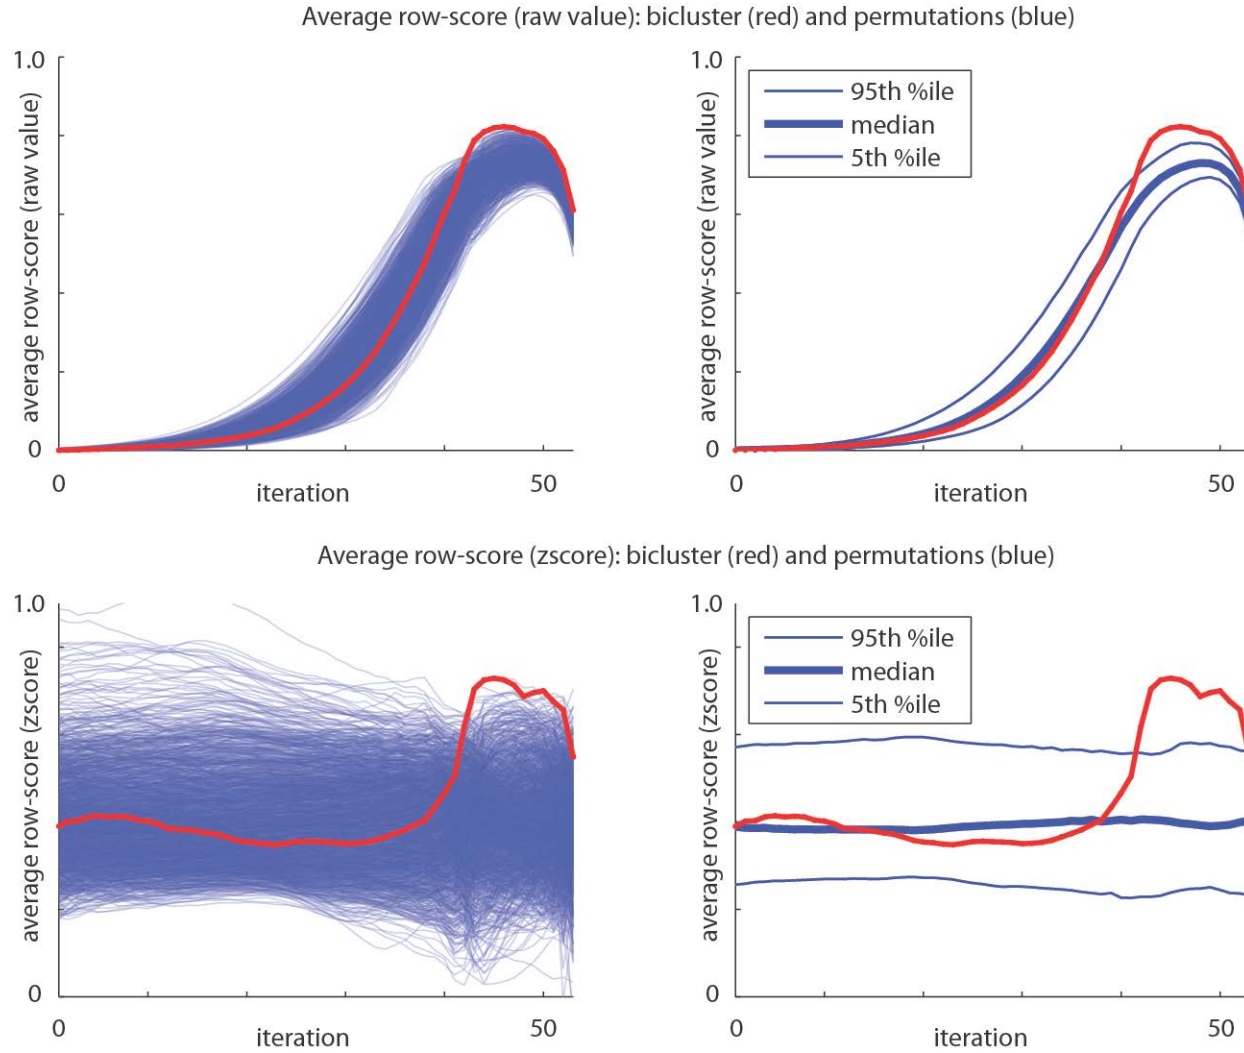 Average row-score (raw value): bicluster (red) and permutations (blue)
1.0
average row-score (raw value)
0
0
iteration
50
1.0
average row-score (raw value)
95th %ile
median
5th %ile
0
0
iteration
50
Average row-score (zscore): bicluster (red) and permutations (blue)
1.0
average row-score (zscore)
0
0
iteration
50
1.0
average row-score (zscore)
95th %ile
median
5th %ile
0
0
iteration
50